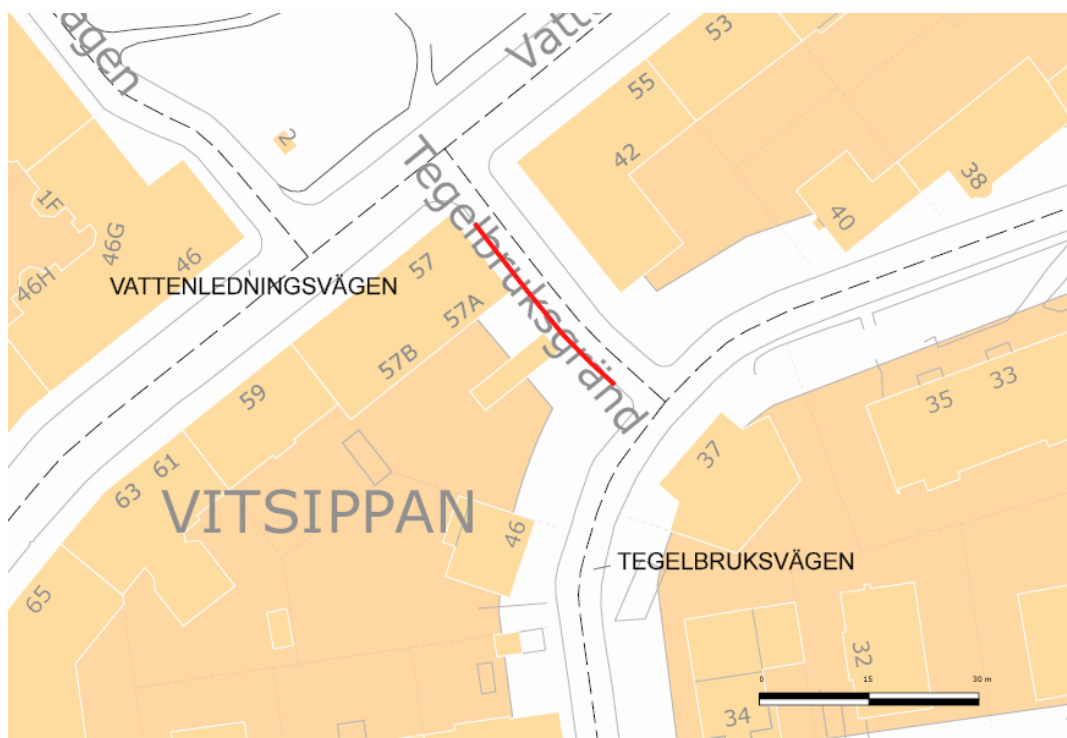 ägen
Vatt
53
55
42
2
Tegelbruksgränd
38
40
1F
46G
46
46H
VATTENLEDNINGSVÄGEN
57
57A
57B
59
61
63
65
VITSIPPAN
46
33
35
37
TEGELBRUKSVÄGEN
32
34
0 15 30 m